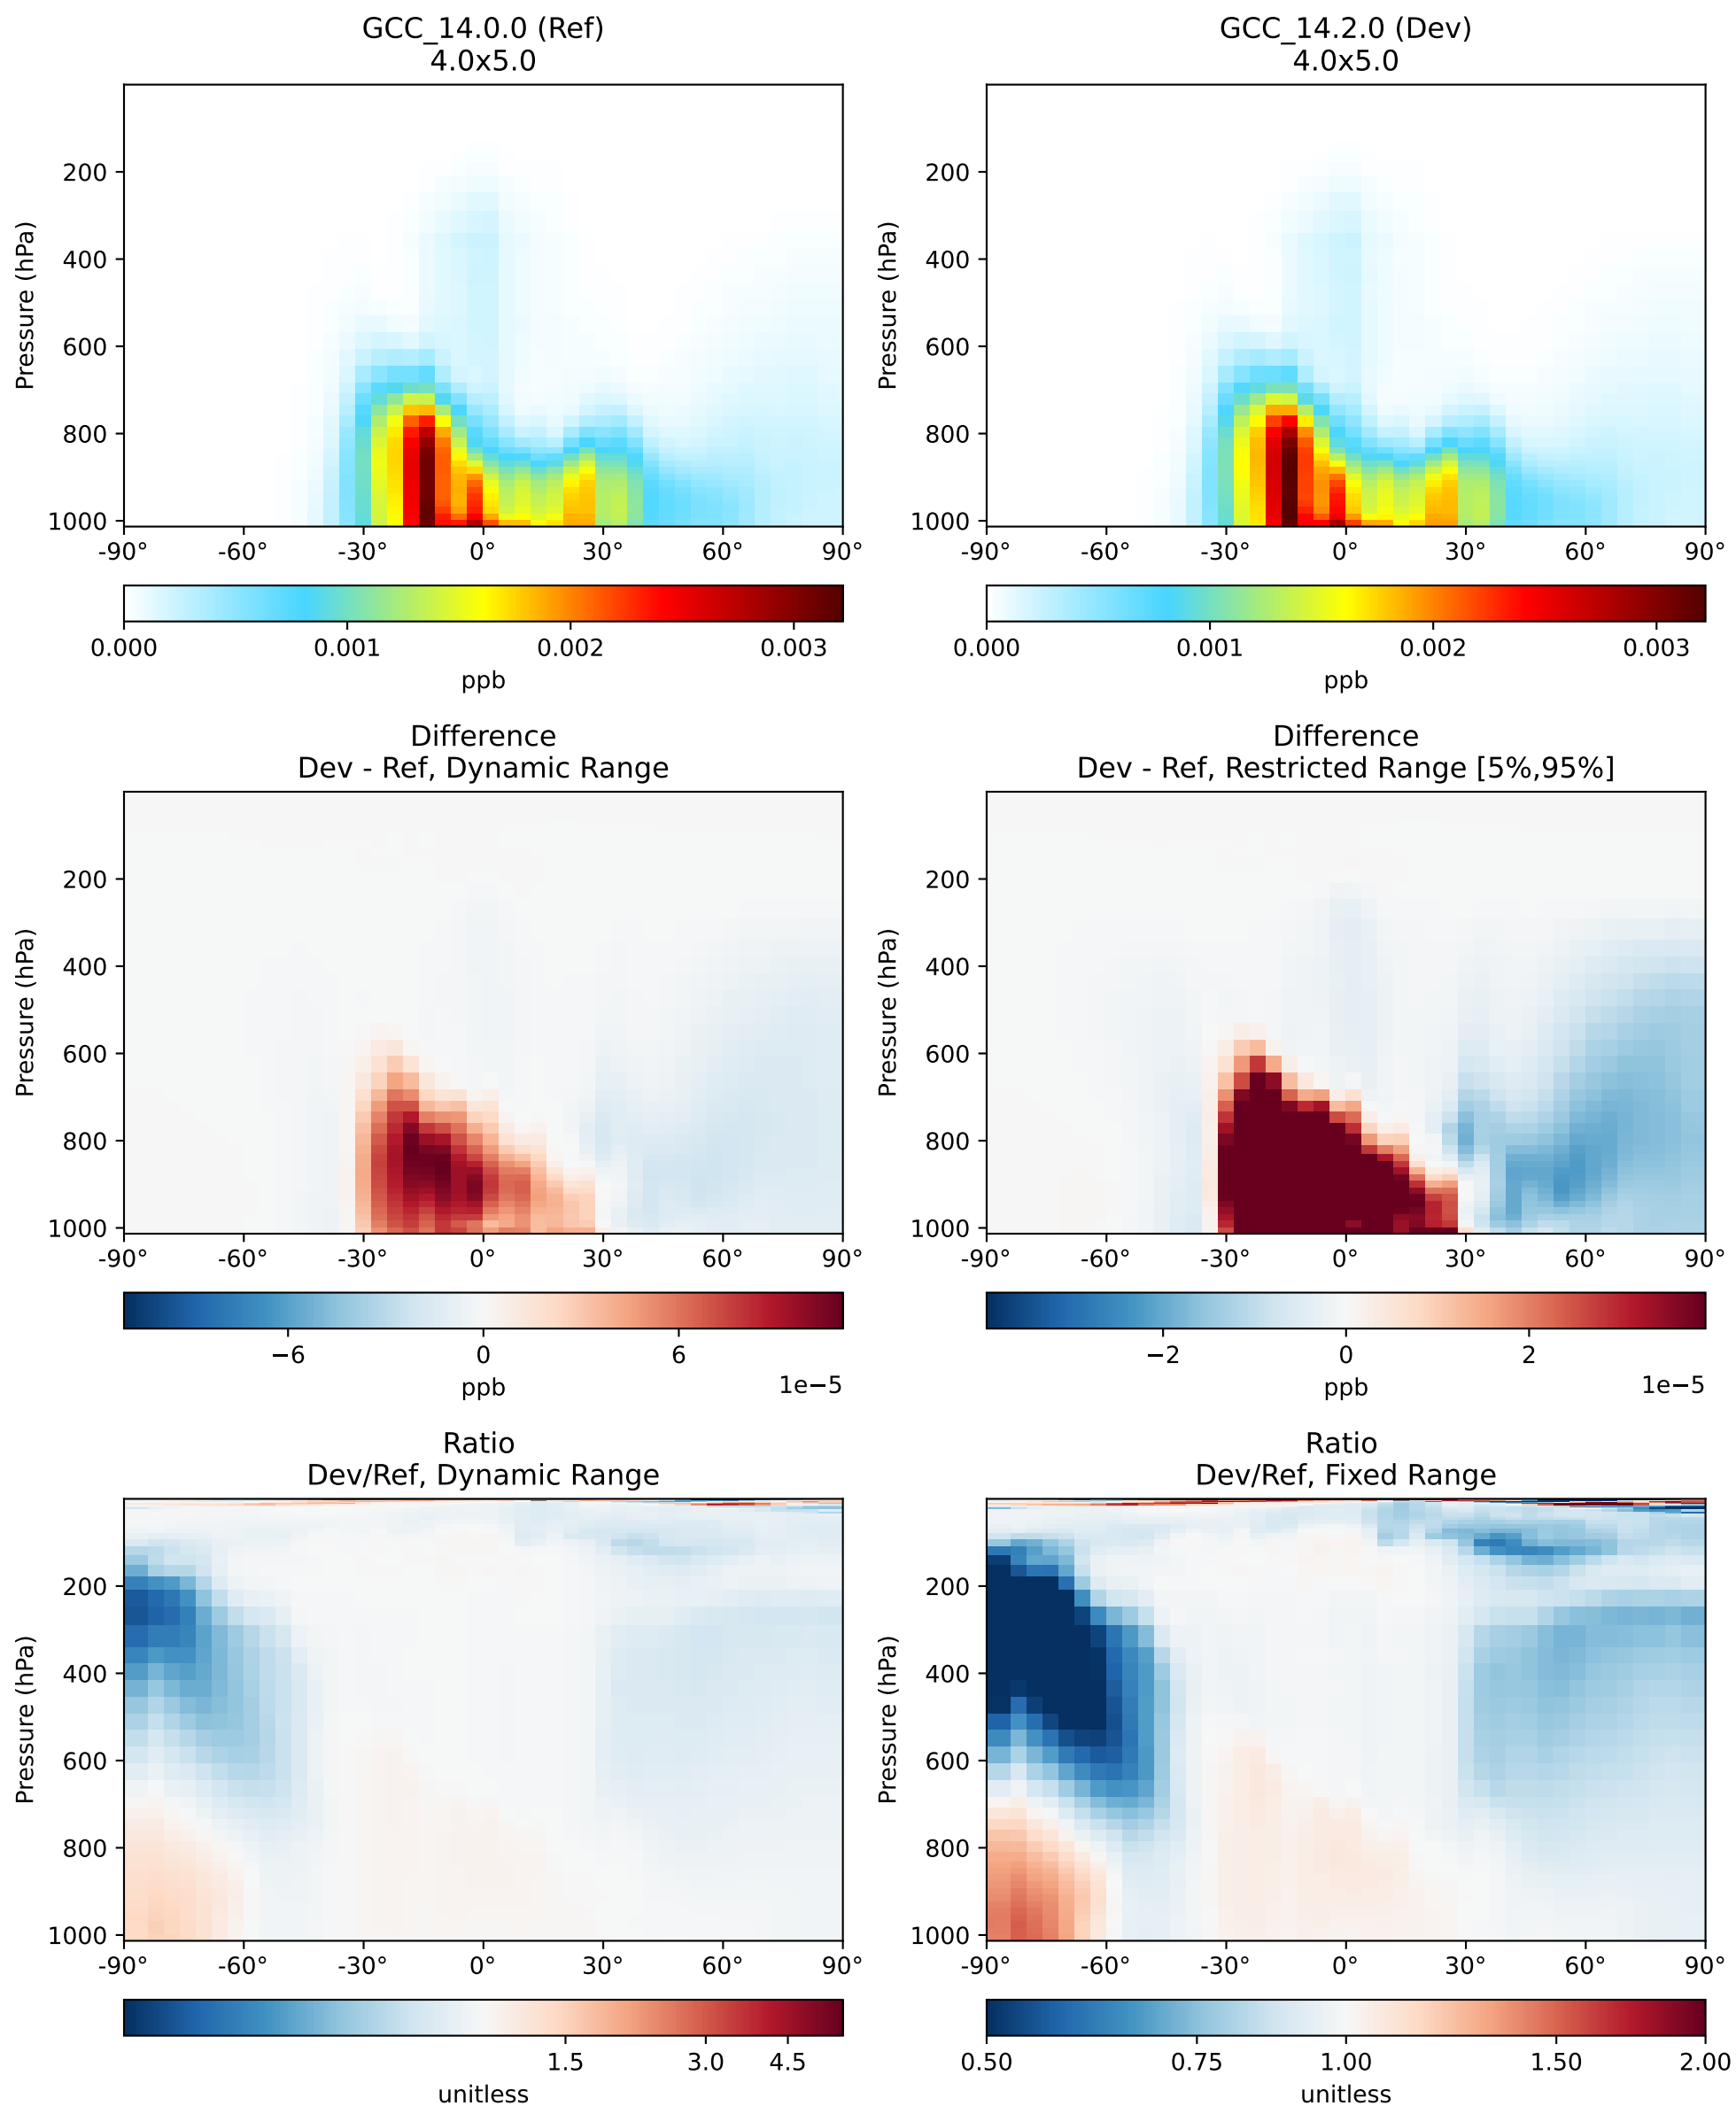 GCC_14.0.0 (Ref)
4.0x5.0
Pressure (hPa)
200
400
600
800
1000
-90° -60° -30° 0° 30° 60° 90°
0.000 0.001 0.002 0.003
ppb
GCC_14.2.0 (Dev)
4.0x5.0
Pressure (hPa)
200
400
600
800
1000
-90° -60° -30° 0° 30° 60° 90°
0.000 0.001 0.002 0.003
ppb
Difference
Dev - Ref, Dynamic Range
Pressure (hPa)
200
400
600
800
1000
-90° -60° -30° 0° 30° 60° 90°
−6 0 6
ppb
1e−5
Difference
Dev - Ref, Restricted Range [5%,95%]
Pressure (hPa)
200
400
600
800
1000
-90° -60° -30° 0° 30° 60° 90°
−2 0 2
ppb
1e−5
Ratio
Dev/Ref, Dynamic Range
Pressure (hPa)
200
400
600
800
1000
-90° -60° -30° 0° 30° 60° 90°
1.5 3.0 4.5
unitless
Ratio
Dev/Ref, Fixed Range
Pressure (hPa)
200
400
600
800
1000
-90° -60° -30° 0° 30° 60° 90°
0.50 0.75 1.00 1.50 2.00
unitless